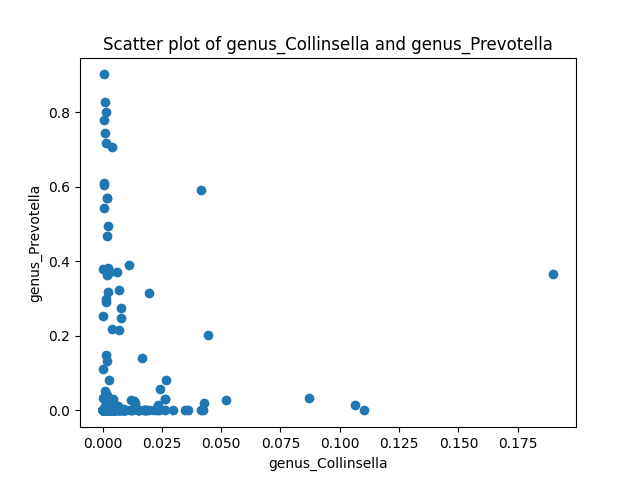 Scatter plot of genus_Collinsella and genus_Prevotella
genus_Prevotella
0.8
0.6
0.4
0.2
0.0
0.000 0.025 0.050 0.075 0.100 0.125 0.150 0.175
genus_Collinsella